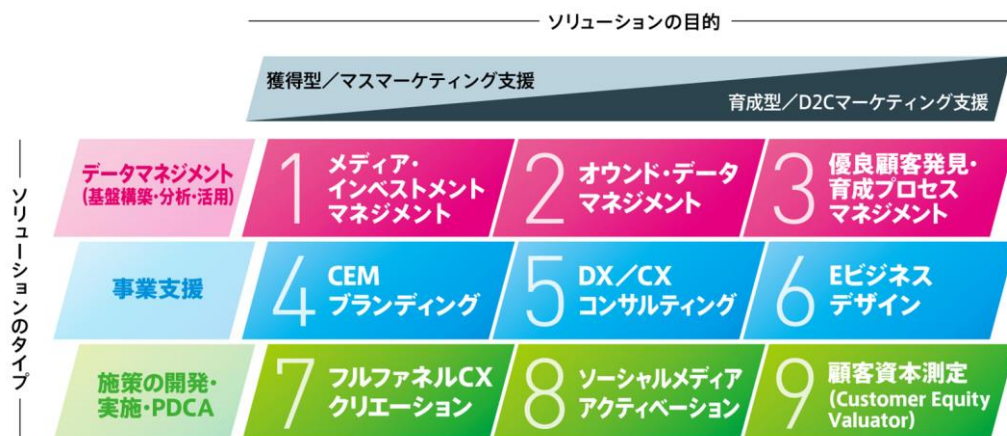 ソリューションの目的
獲得型／マスマーケティング支援
育成型／D2Cマーケティング支援
ソリューションのタイプ
データマネジメント
(基盤構築・分析・活用)
1
メディア・
インベストメント
マネジメント
2
オウンド・データ
マネジメント
3
優良顧客発見・
育成プロセス
マネジメント
事業支援
4
CEM
ブランディング
5
DX／CX
コンサルティング
6
Eビジネス
デザイン
施策の開発・
実施・PDCA
7
フルファネルCX
クリエーション
8
ソーシャルメディア
アクティベーション
9
顧客資本測定
(Customer Equity
Valuator)